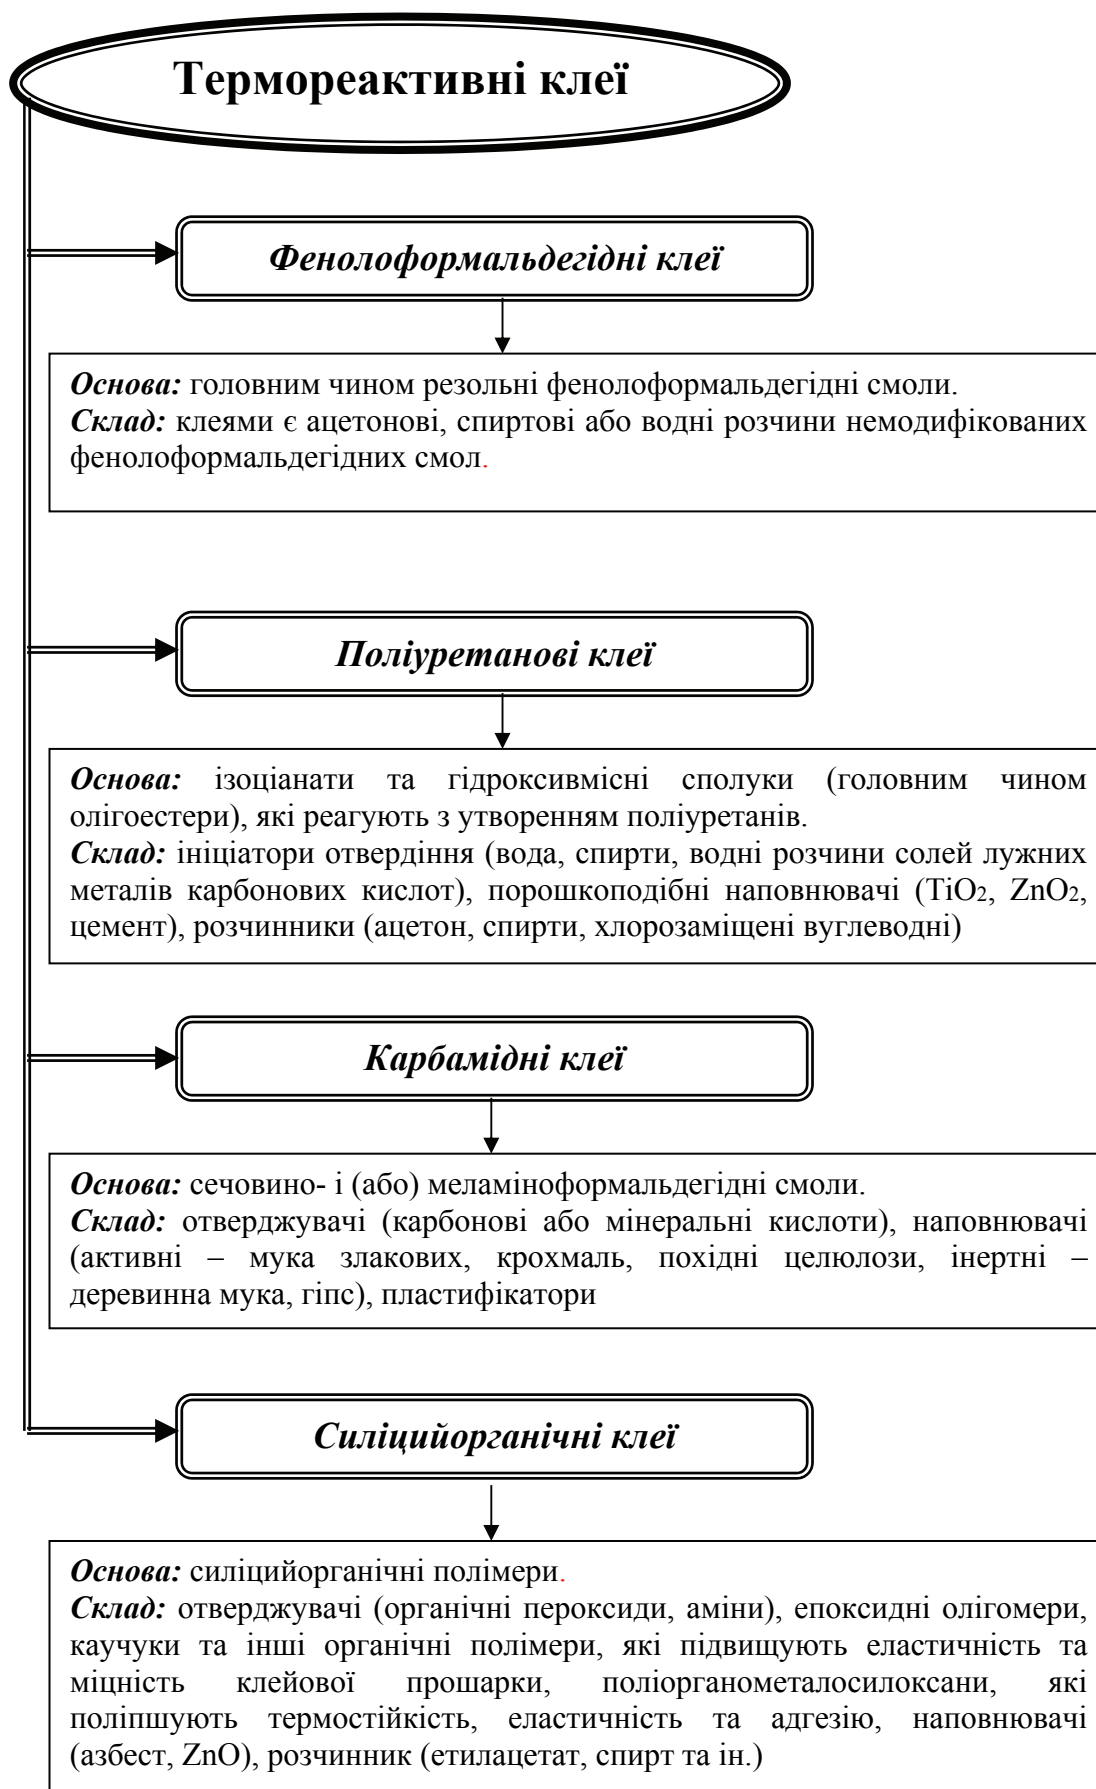 Термореактивні клеї
Фенолоформальдегідні клеї
Основа: головним чином резольні фенолоформальдегідні смоли.
Склад: клеями є ацетонові, спиртові або водні розчини немодифікованих
фенолоформальдегідних смол.
Поліуретанові клеї
Основа: ізоціанати та гідроксивмісні сполуки (головним чином
олігоестери), які реагують з утворенням поліуретанів.
Склад: ініціатори отвердіння (вода, спирти, водні розчини солей лужних
металів карбонових кислот), порошкоподібні наповнювачі (TiO2, ZnO2,
цемент), розчинники (ацетон, спирти, хлорозаміщені вуглеводні)
Карбамідні клеї
Основа: сечовино- і (або) меламіноформальдегідні смоли.
Склад: отверджувачі (карбонові або мінеральні кислоти), наповнювачі
(активні – мука злакових, крохмаль, похідні целюлози, інертні –
деревинна мука, гіпс), пластифікатори
Силіційорганічні клеї
Основа: силіційорганічні полімери.
Склад: отверджувачі (органічні пероксиди, аміни), епоксидні олігомери,
каучуки та інші органічні полімери, які підвищують еластичність та
міцність клейової прошарки, поліорганометалосилоксани, які
поліпшують термостійкість, еластичність та адгезію, наповнювачі
(азбест, ZnO), розчинник (етилацетат, спирт та ін.)